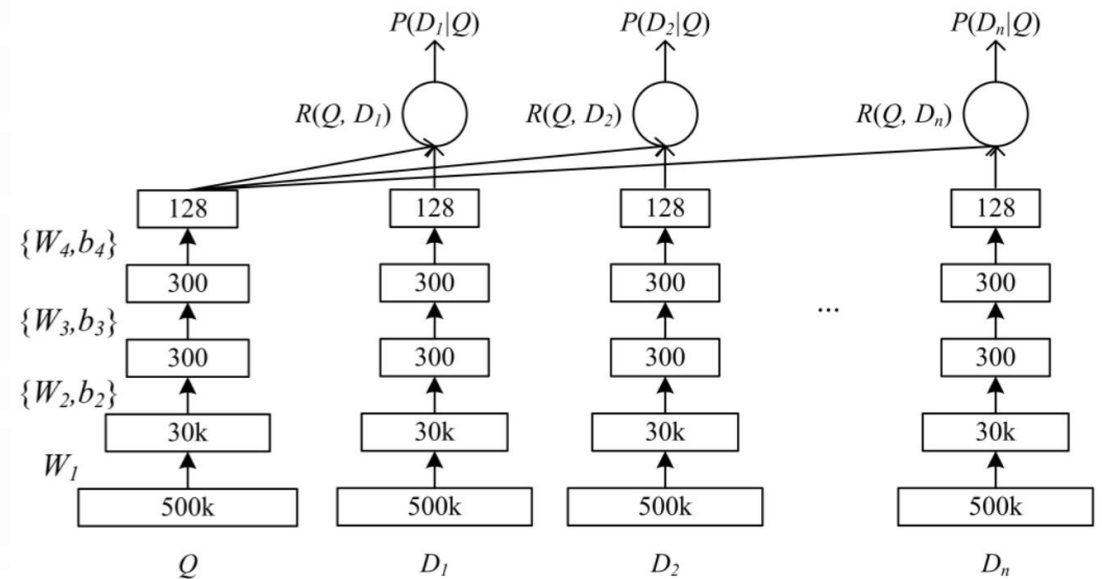 P(D₁|Q) P(D₂|Q) P(Dₙ|Q)
R(Q, D₁) R(Q, D₂) R(Q, Dₙ)
128 128 128 128
{W₄,b₄}
300 300 300 300
{W₃,b₃} ...
300 300 300 300
{W₂,b₂}
30k 30k 30k 30k
W₁
500k 500k 500k 500k
Q D₁ D₂ Dₙ